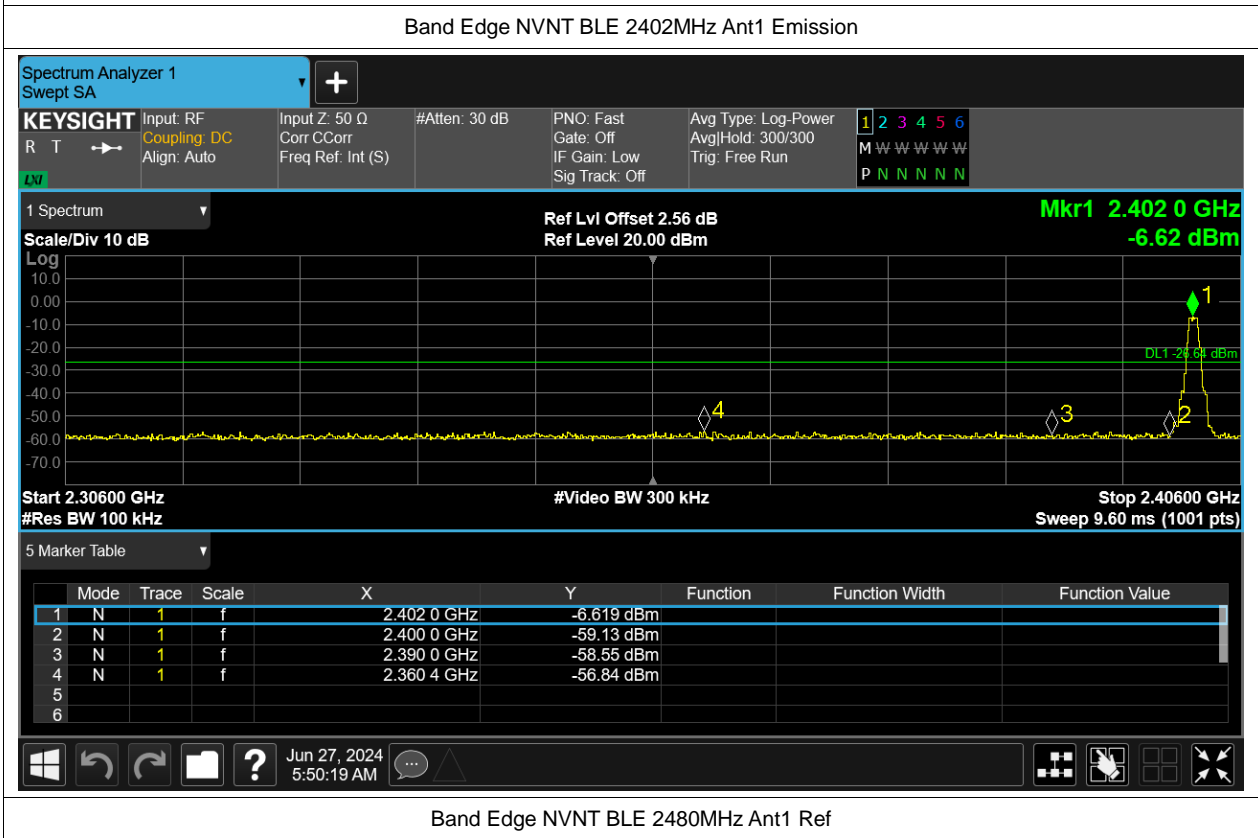 Band Edge NVNT BLE 2402MHz Ant1 Emission
Spectrum Analyzer 1
Swept SA
KEYSIGHT
R T
LXI
Input: RF
Coupling: DC
Align: Auto
Input Z: 50 Ω
Corr CCorr
Freq Ref: Int (S)
#Atten: 30 dB
PNO: Fast
Gate: Off
IF Gain: Low
Sig Track: Off
Avg Type: Log-Power
Avg|Hold: 300/300
Trig: Free Run
1 2 3 4 5 6
M W W W W W
P N N N N N
1 Spectrum
Scale/Div 10 dB
Ref Lvl Offset 2.56 dB
Ref Level 20.00 dBm
Mkr1 2.402 0 GHz
-6.62 dBm
Log
10.0
0.00
-10.0
-20.0
-30.0
-40.0
-50.0
-60.0
-70.0
1
DL1 -26.64 dBm
4
3
2
Start 2.30600 GHz
#Video BW 300 kHz
Stop 2.40600 GHz
#Res BW 100 kHz
Sweep 9.60 ms (1001 pts)
5 Marker Table
Mode Trace Scale X Y Function Function Width Function Value
1 N 1 f 2.402 0 GHz -6.619 dBm
2 N 1 f 2.400 0 GHz -59.13 dBm
3 N 1 f 2.390 0 GHz -58.55 dBm
4 N 1 f 2.360 4 GHz -56.84 dBm
5
6
?
Jun 27, 2024
5:50:19 AM
Band Edge NVNT BLE 2480MHz Ant1 Ref